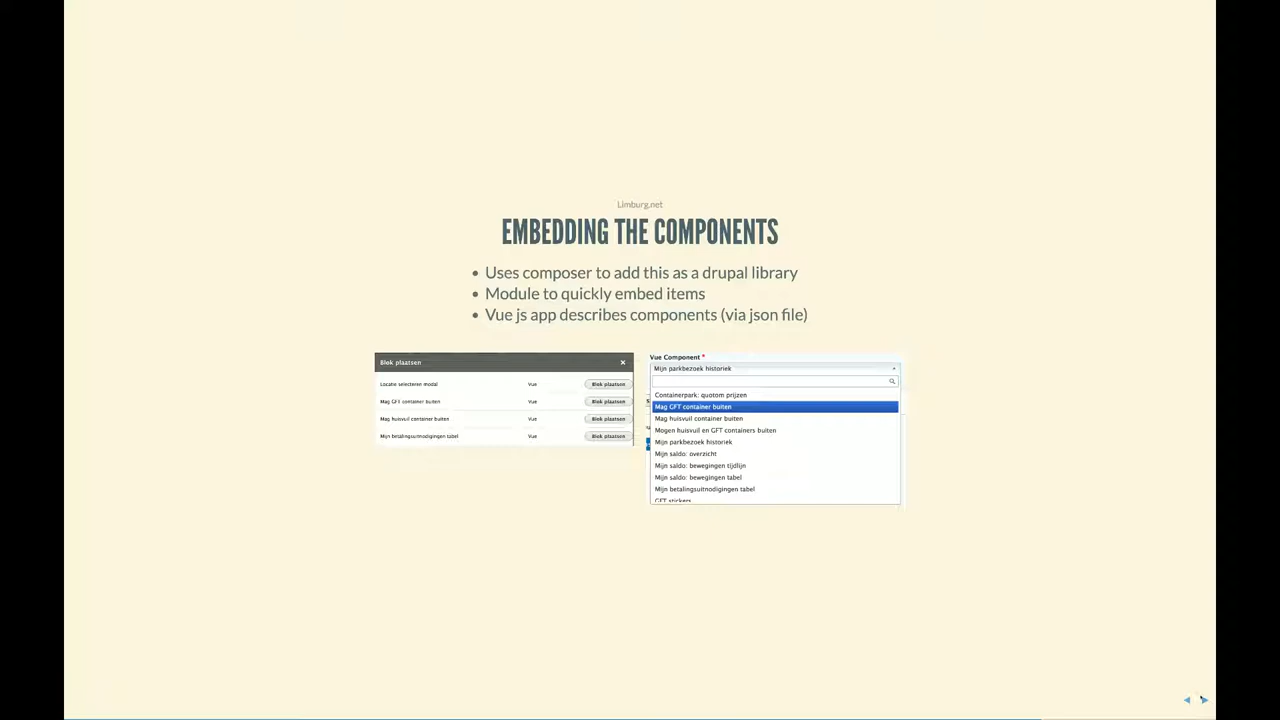 Limburg.net
EMBEDDING THE COMPONENTS
• Uses composer to add this as a drupal library
• Module to quickly embed items
• Vue js app describes components (via json file)
Blok plaatsen ×
Locatie selecteren modal Vue Blok plaatsen
Mag GFT container buiten Vue Blok plaatsen
Mag huisvuil container buiten Vue Blok plaatsen
Mijn betalingsuitnodigingen tabel Vue Blok plaatsen
Vue Component *
Mijn parkbezoek historiek
Containerpark: quotom prijzen
Mag GFT container buiten
Mag huisvuil container buiten
Mogen huisvuil en GFT containers buiten
Mijn parkbezoek historiek
Mijn saldo: overzicht
Mijn saldo: bewegingen tijdlijn
Mijn saldo: bewegingen tabel
Mijn betalingsuitnodigingen tabel
GFT stickers